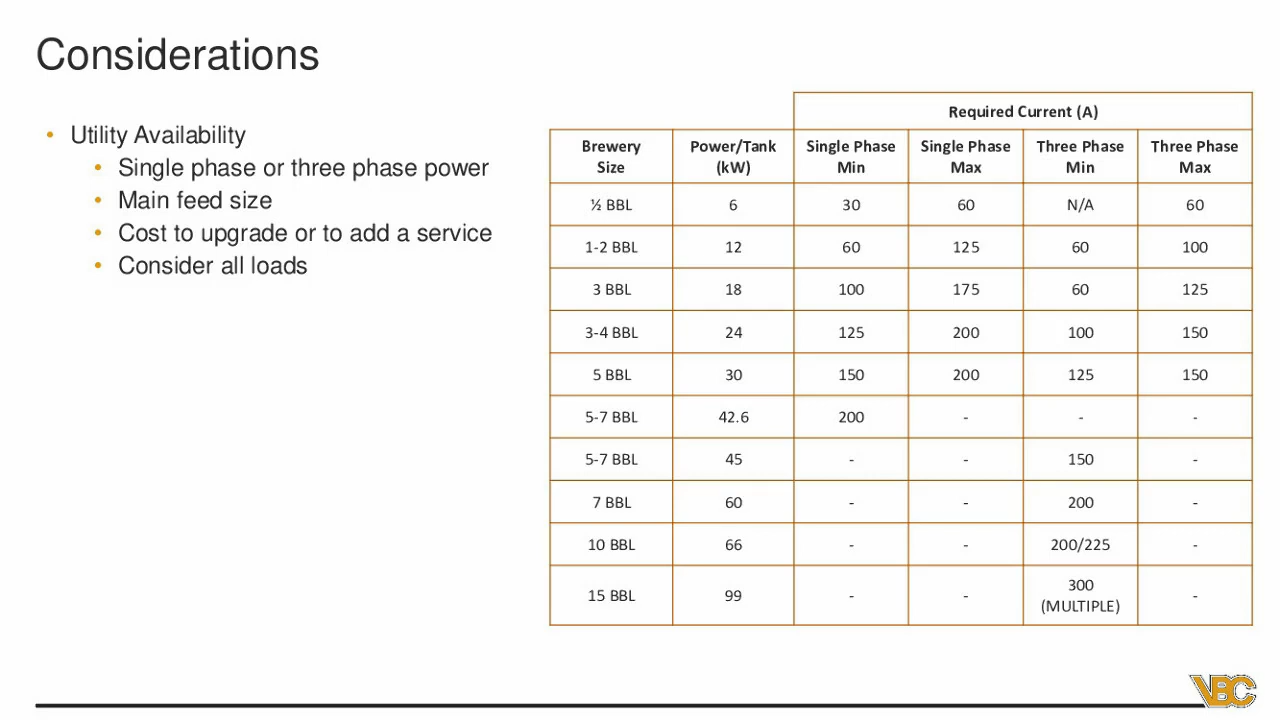 Considerations
• Utility Availability
• Single phase or three phase power
• Main feed size
• Cost to upgrade or to add a service
• Consider all loads
Required Current (A)
Brewery Size Power/Tank (kW) Single Phase Min Single Phase Max Three Phase Min Three Phase Max
½ BBL 6 30 60 N/A 60
1-2 BBL 12 60 125 60 100
3 BBL 18 100 175 60 125
3-4 BBL 24 125 200 100 150
5 BBL 30 150 200 125 150
5-7 BBL 42.6 200 - - -
5-7 BBL 45 - - 150 -
7 BBL 60 - - 200 -
10 BBL 66 - - 200/225 -
15 BBL 99 - - 300 (MULTIPLE) -
VBC